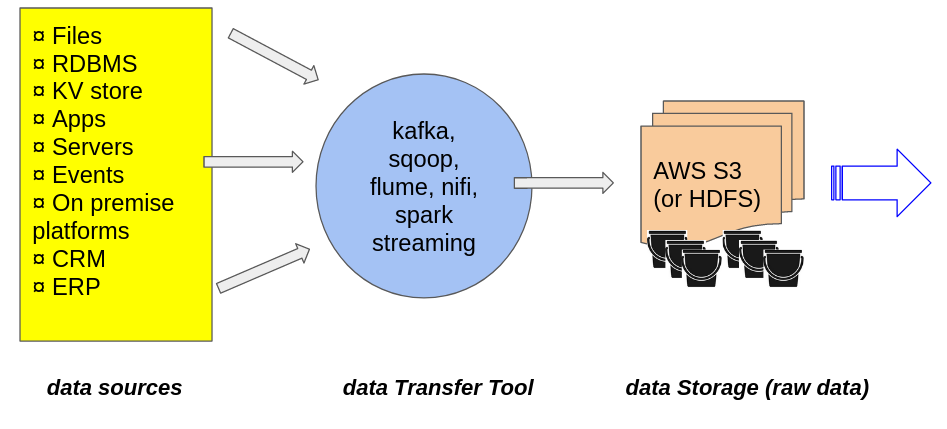 ¤ Files
¤ RDBMS
¤ KV store
¤ Apps
¤ Servers
¤ Events
¤ On premise
platforms
¤ CRM
¤ ERP
kafka,
sqoop,
flume, nifi,
spark
streaming
AWS S3
(or HDFS)
data sources
data Transfer Tool
data Storage (raw data)